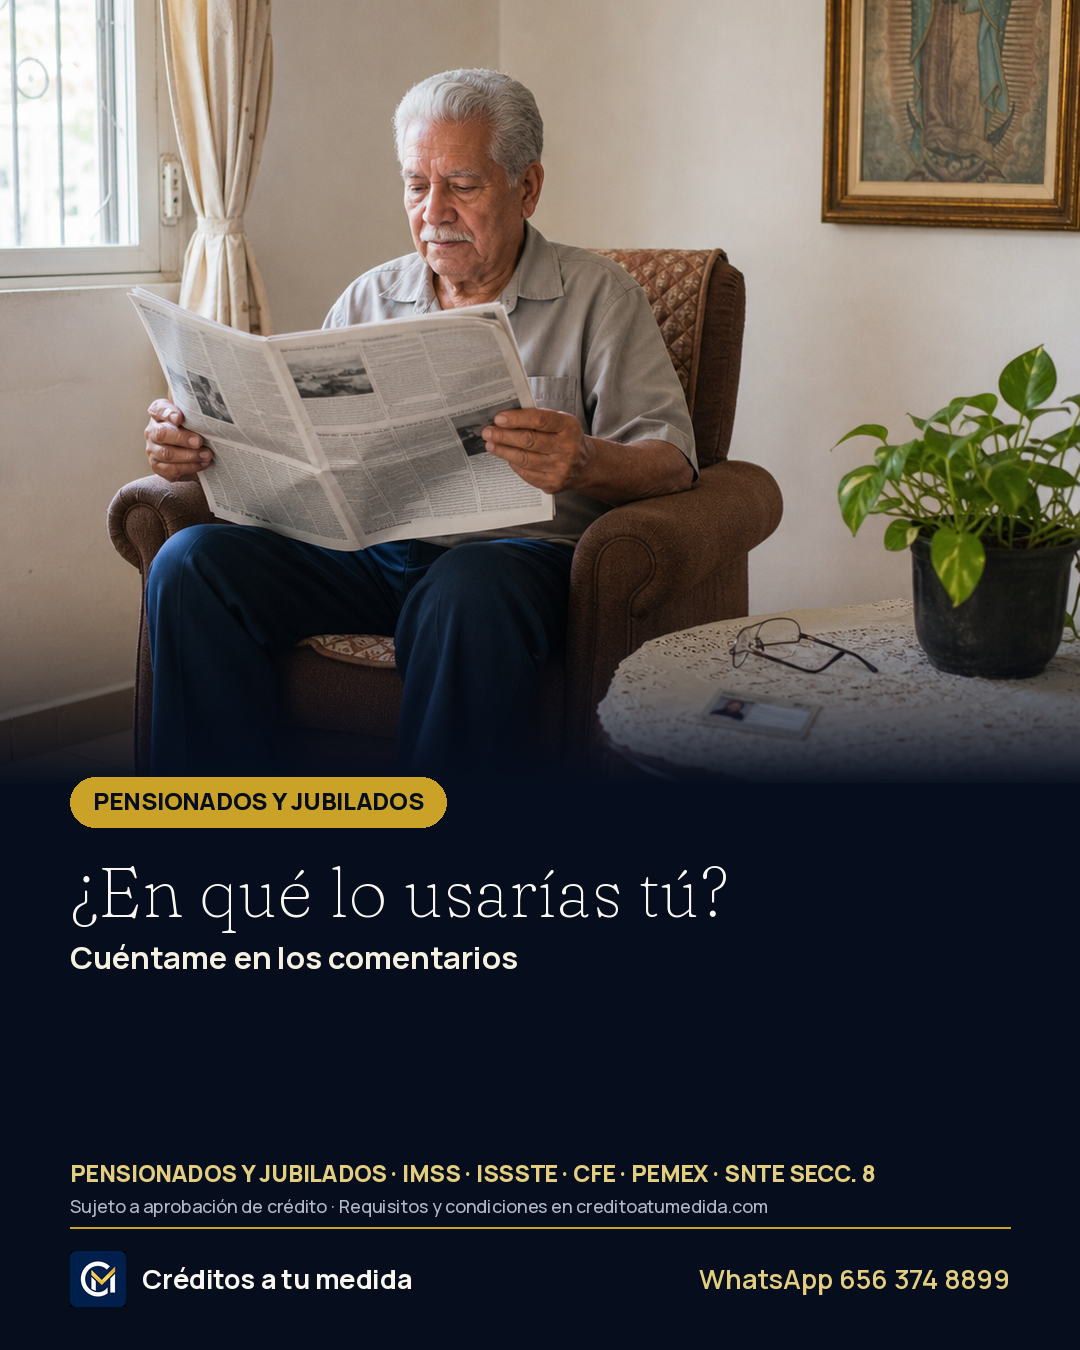 PENSIONADOS Y JUBILADOS
¿En qué lo usarías tú?
Cuéntame en los comentarios
PENSIONADOS Y JUBILADOS · IMSS · ISSSTE · CFE · PEMEX · SNTE SECC. 8
Sujeto a aprobación de crédito · Requisitos y condiciones en creditoatumedida.com
Créditos a tu medida
WhatsApp 656 374 8899